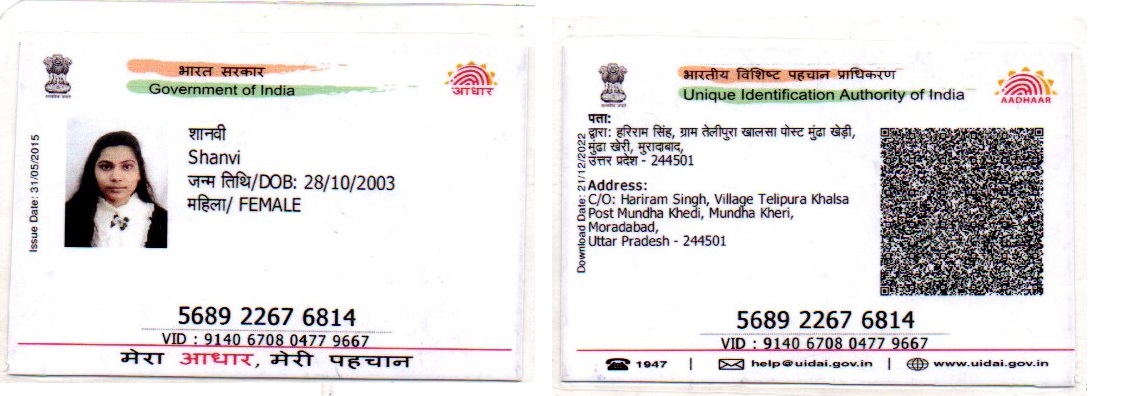 भारत सरकार
Government of India
आधार
Issue Date: 31/05/2015
शानवी
Shanvi
जन्म तिथि/DOB: 28/10/2003
महिला/ FEMALE
5689 2267 6814
VID : 9140 6708 0477 9667
मेरा आधार, मेरी पहचान
भारतीय विशिष्ट पहचान प्राधिकरण
Unique Identification Authority of India
AADHAAR
Download Date: 21/12/2022
पता:
द्वारा: हरिराम सिंह, ग्राम तेलीपुरा खालसा पोस्ट मुंढा खेड़ी,
मुंढा खेरी, मुरादाबाद,
उत्तर प्रदेश - 244501
Address:
C/O: Hariram Singh, Village Telipura Khalsa
Post Mundha Khedi, Mundha Kheri,
Moradabad,
Uttar Pradesh - 244501
5689 2267 6814
VID : 9140 6708 0477 9667
1947 | help@uidai.gov.in | www.uidai.gov.in